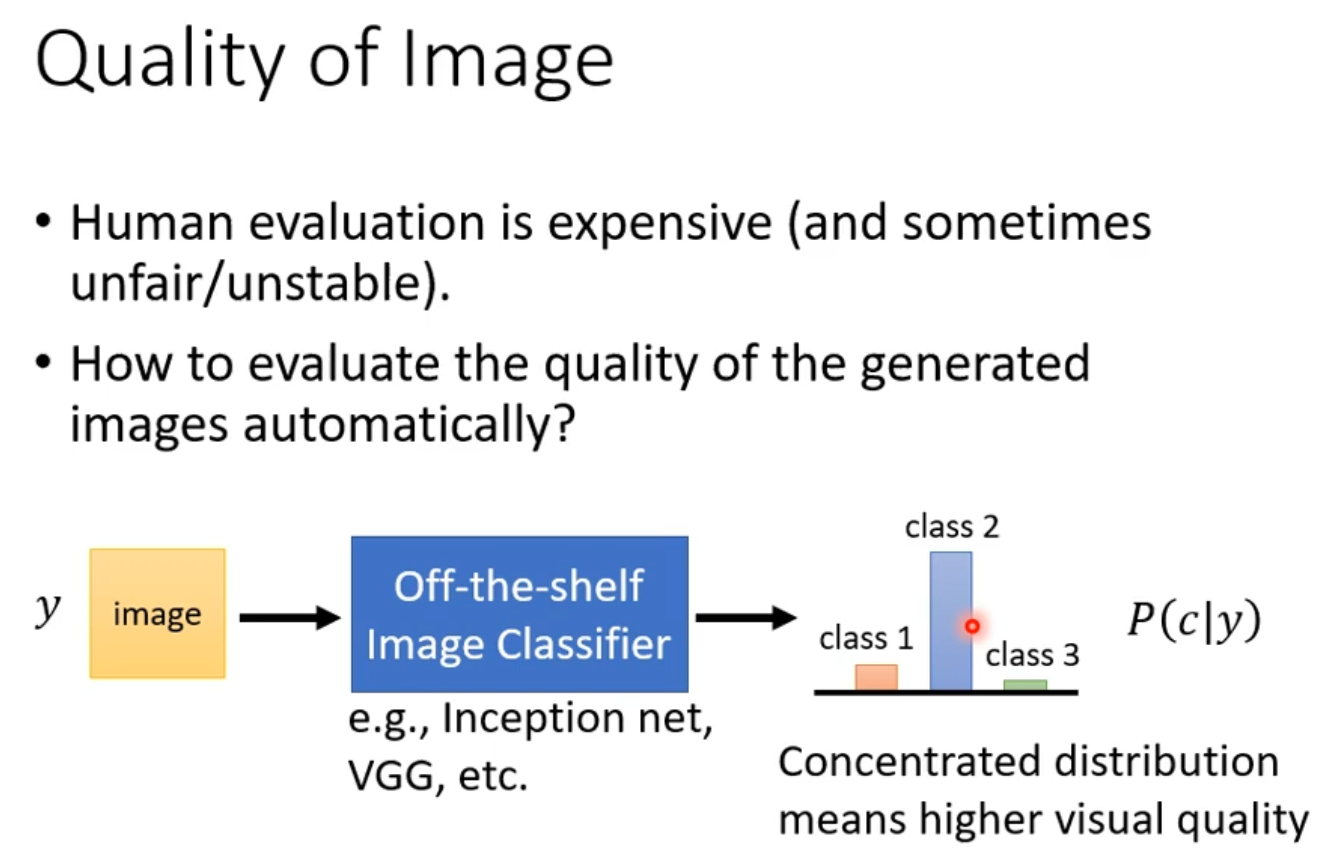 Quality of Image
• Human evaluation is expensive (and sometimes
unfair/unstable).
• How to evaluate the quality of the generated
images automatically?
y
image
Off-the-shelf
Image Classifier
e.g., Inception net,
VGG, etc.
class 1
class 2
class 3
P(c|y)
Concentrated distribution
means higher visual quality